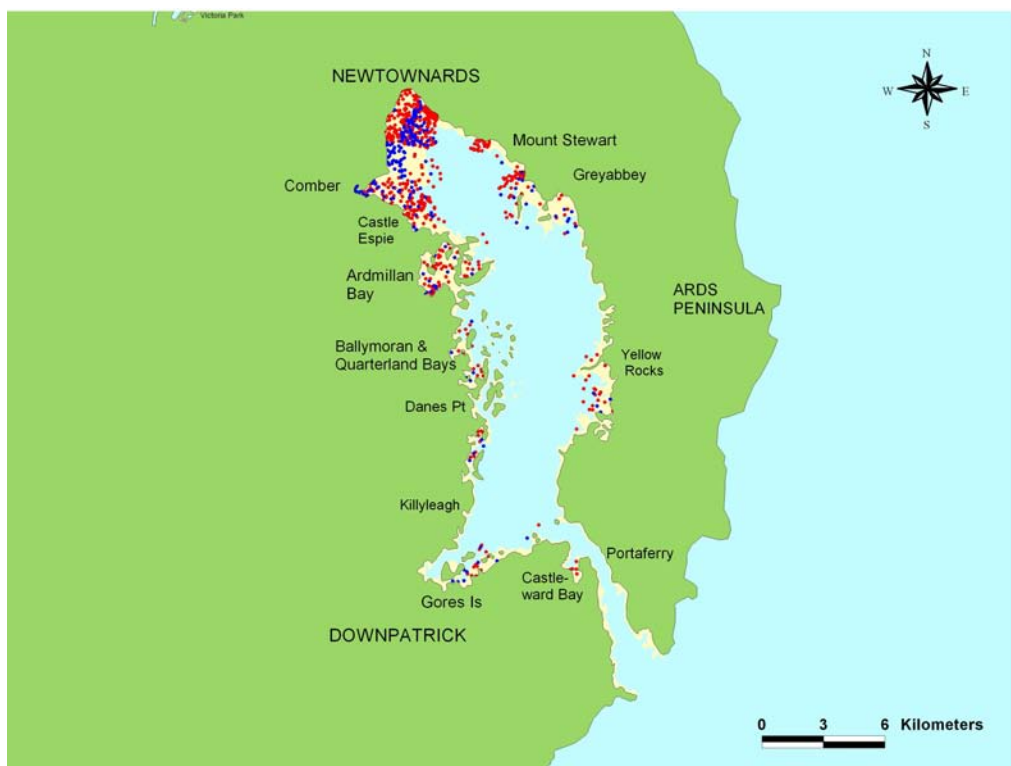 Victoria Park
NEWTOWNARDS
N
W E
S
Mount Stewart
Greyabbey
Comber
Castle
Espie
Ardmillan
Bay
ARDS
PENINSULA
Ballymoran &
Quarterland Bays
Yellow
Rocks
Danes Pt
Killyleagh
Portaferry
Castle-
ward Bay
Gores Is
DOWNPATRICK
0 3 6 Kilometers